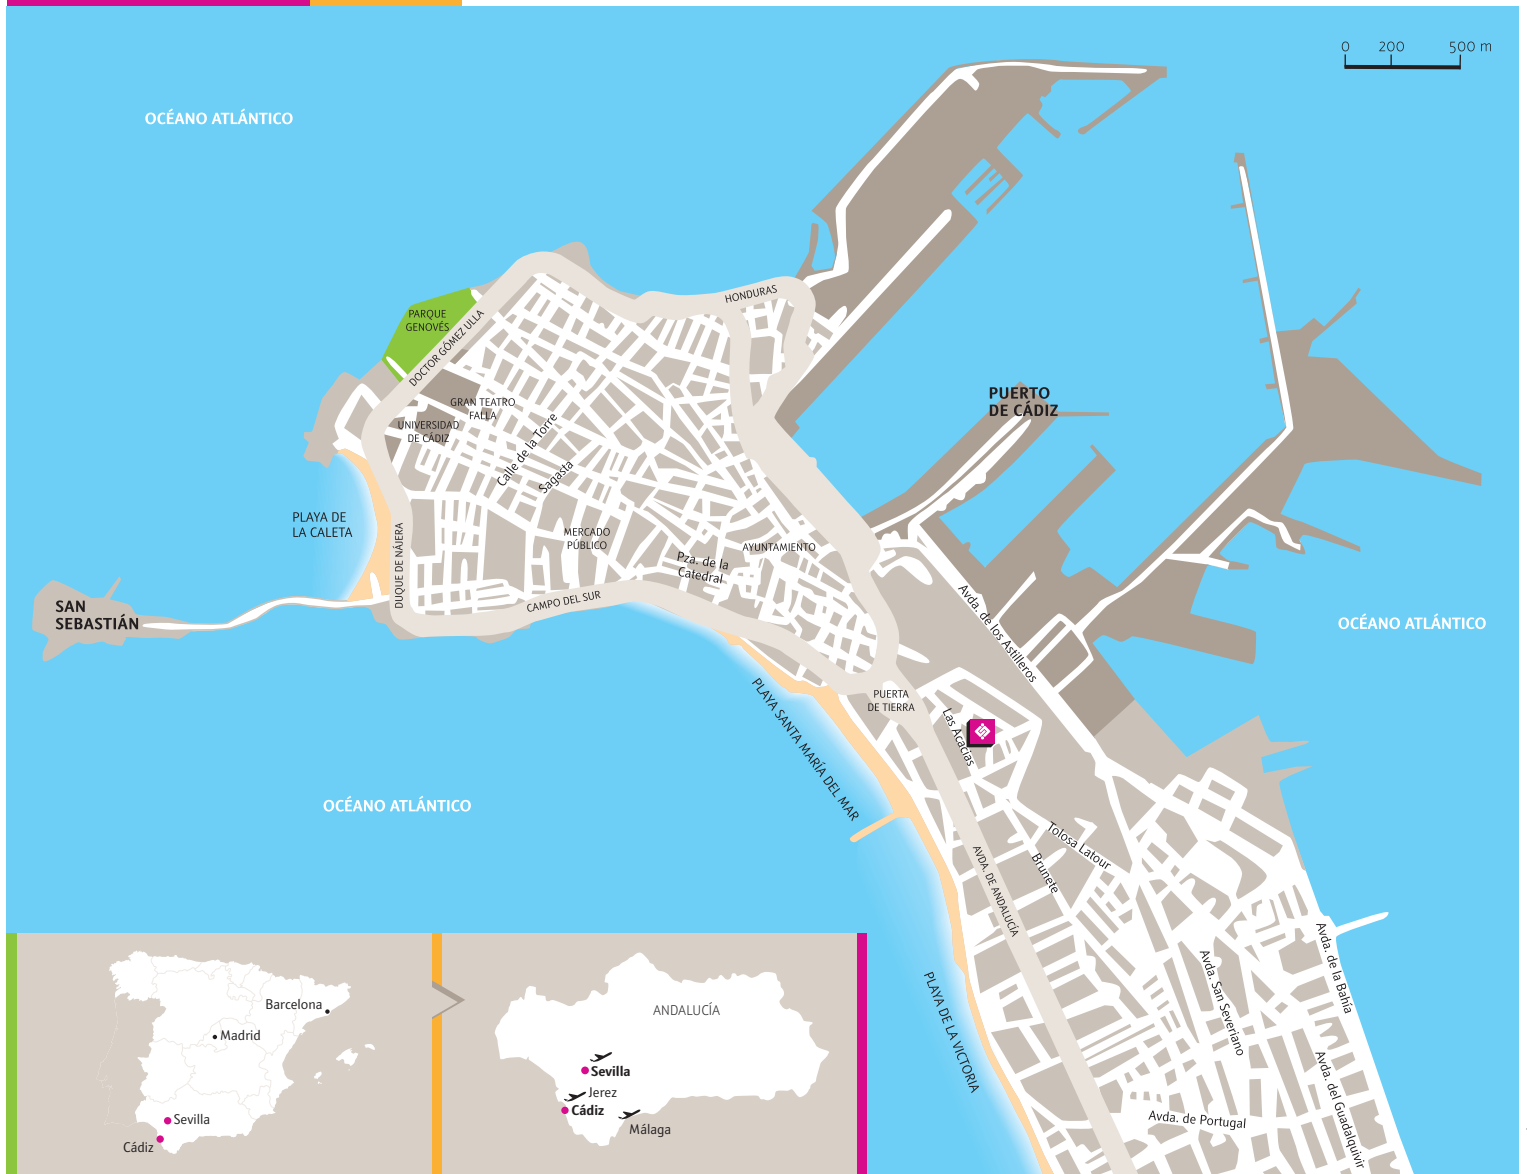 0 200 500 m
OCÉANO ATLÁNTICO
HONDURAS
PARQUE
GENOVÉS
DOCTOR GÓMEZ ULLA
GRAN TEATRO
FALLA
UNIVERSIDAD
DE CÁDIZ
Calle de la Torre
Sagasta
PUERTO
DE CÁDIZ
PLAYA DE
LA CALETA
DUQUE DE NÁJERA
MERCADO
PÚBLICO
AYUNTAMIENTO
Pza. de la
Catedral
CAMPO DEL SUR
SAN
SEBASTIÁN
Avda. de los Astilleros
OCÉANO ATLÁNTICO
PUERTA
DE TIERRA
PLAYA SANTA MARÍA DEL MAR
Las Acacias
OCÉANO ATLÁNTICO
Tolosa Latour
Brunete
AVDA. DE ANDALUCÍA
PLAYA DE LA VICTORIA
Avda. San Severiano
Avda. de la Bahía
Avda. del Guadalquivir
Avda. de Portugal
Barcelona
Madrid
Sevilla
Cádiz
ANDALUCÍA
Sevilla
Jerez
Cádiz
Málaga